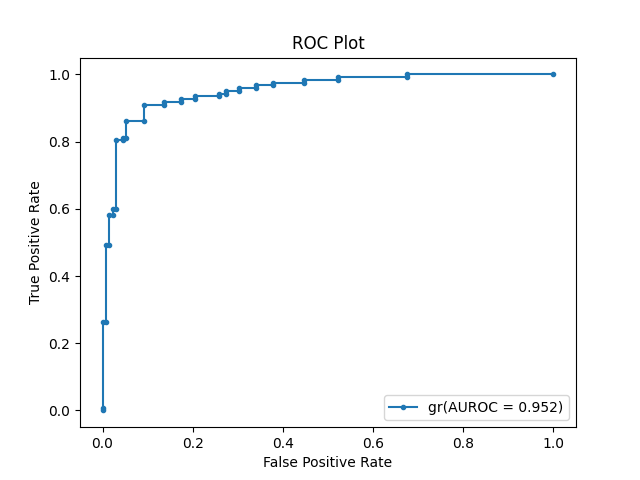 ROC Plot
True Positive Rate
1.0
0.8
0.6
0.4
0.2
0.0
0.0 0.2 0.4 0.6 0.8 1.0
False Positive Rate
gr(AUROC = 0.952)